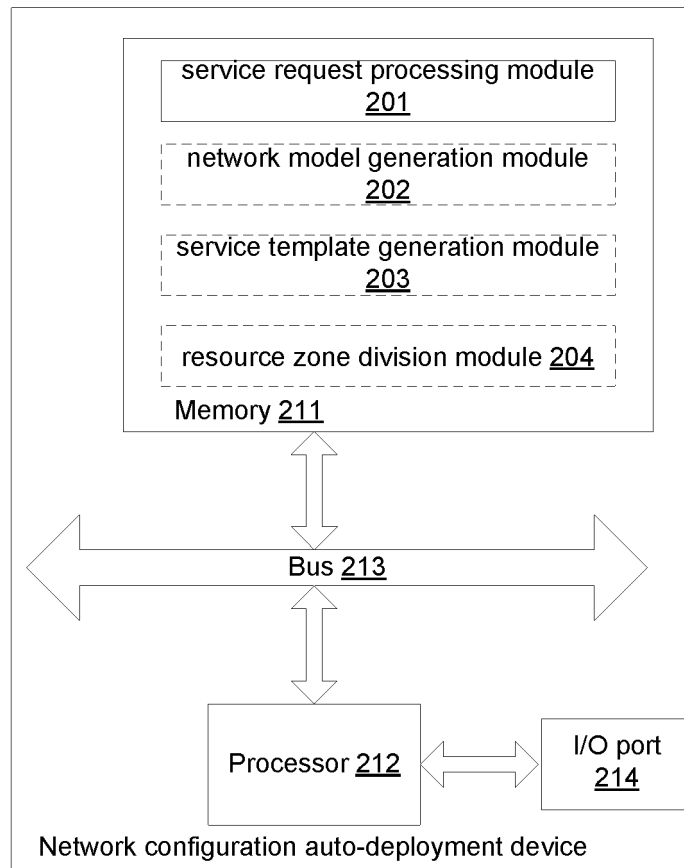 service request processing module
201
network model generation module
202
service template generation module
203
resource zone division module 204
Memory 211
Bus 213
Processor 212
I/O port
214
Network configuration auto-deployment device